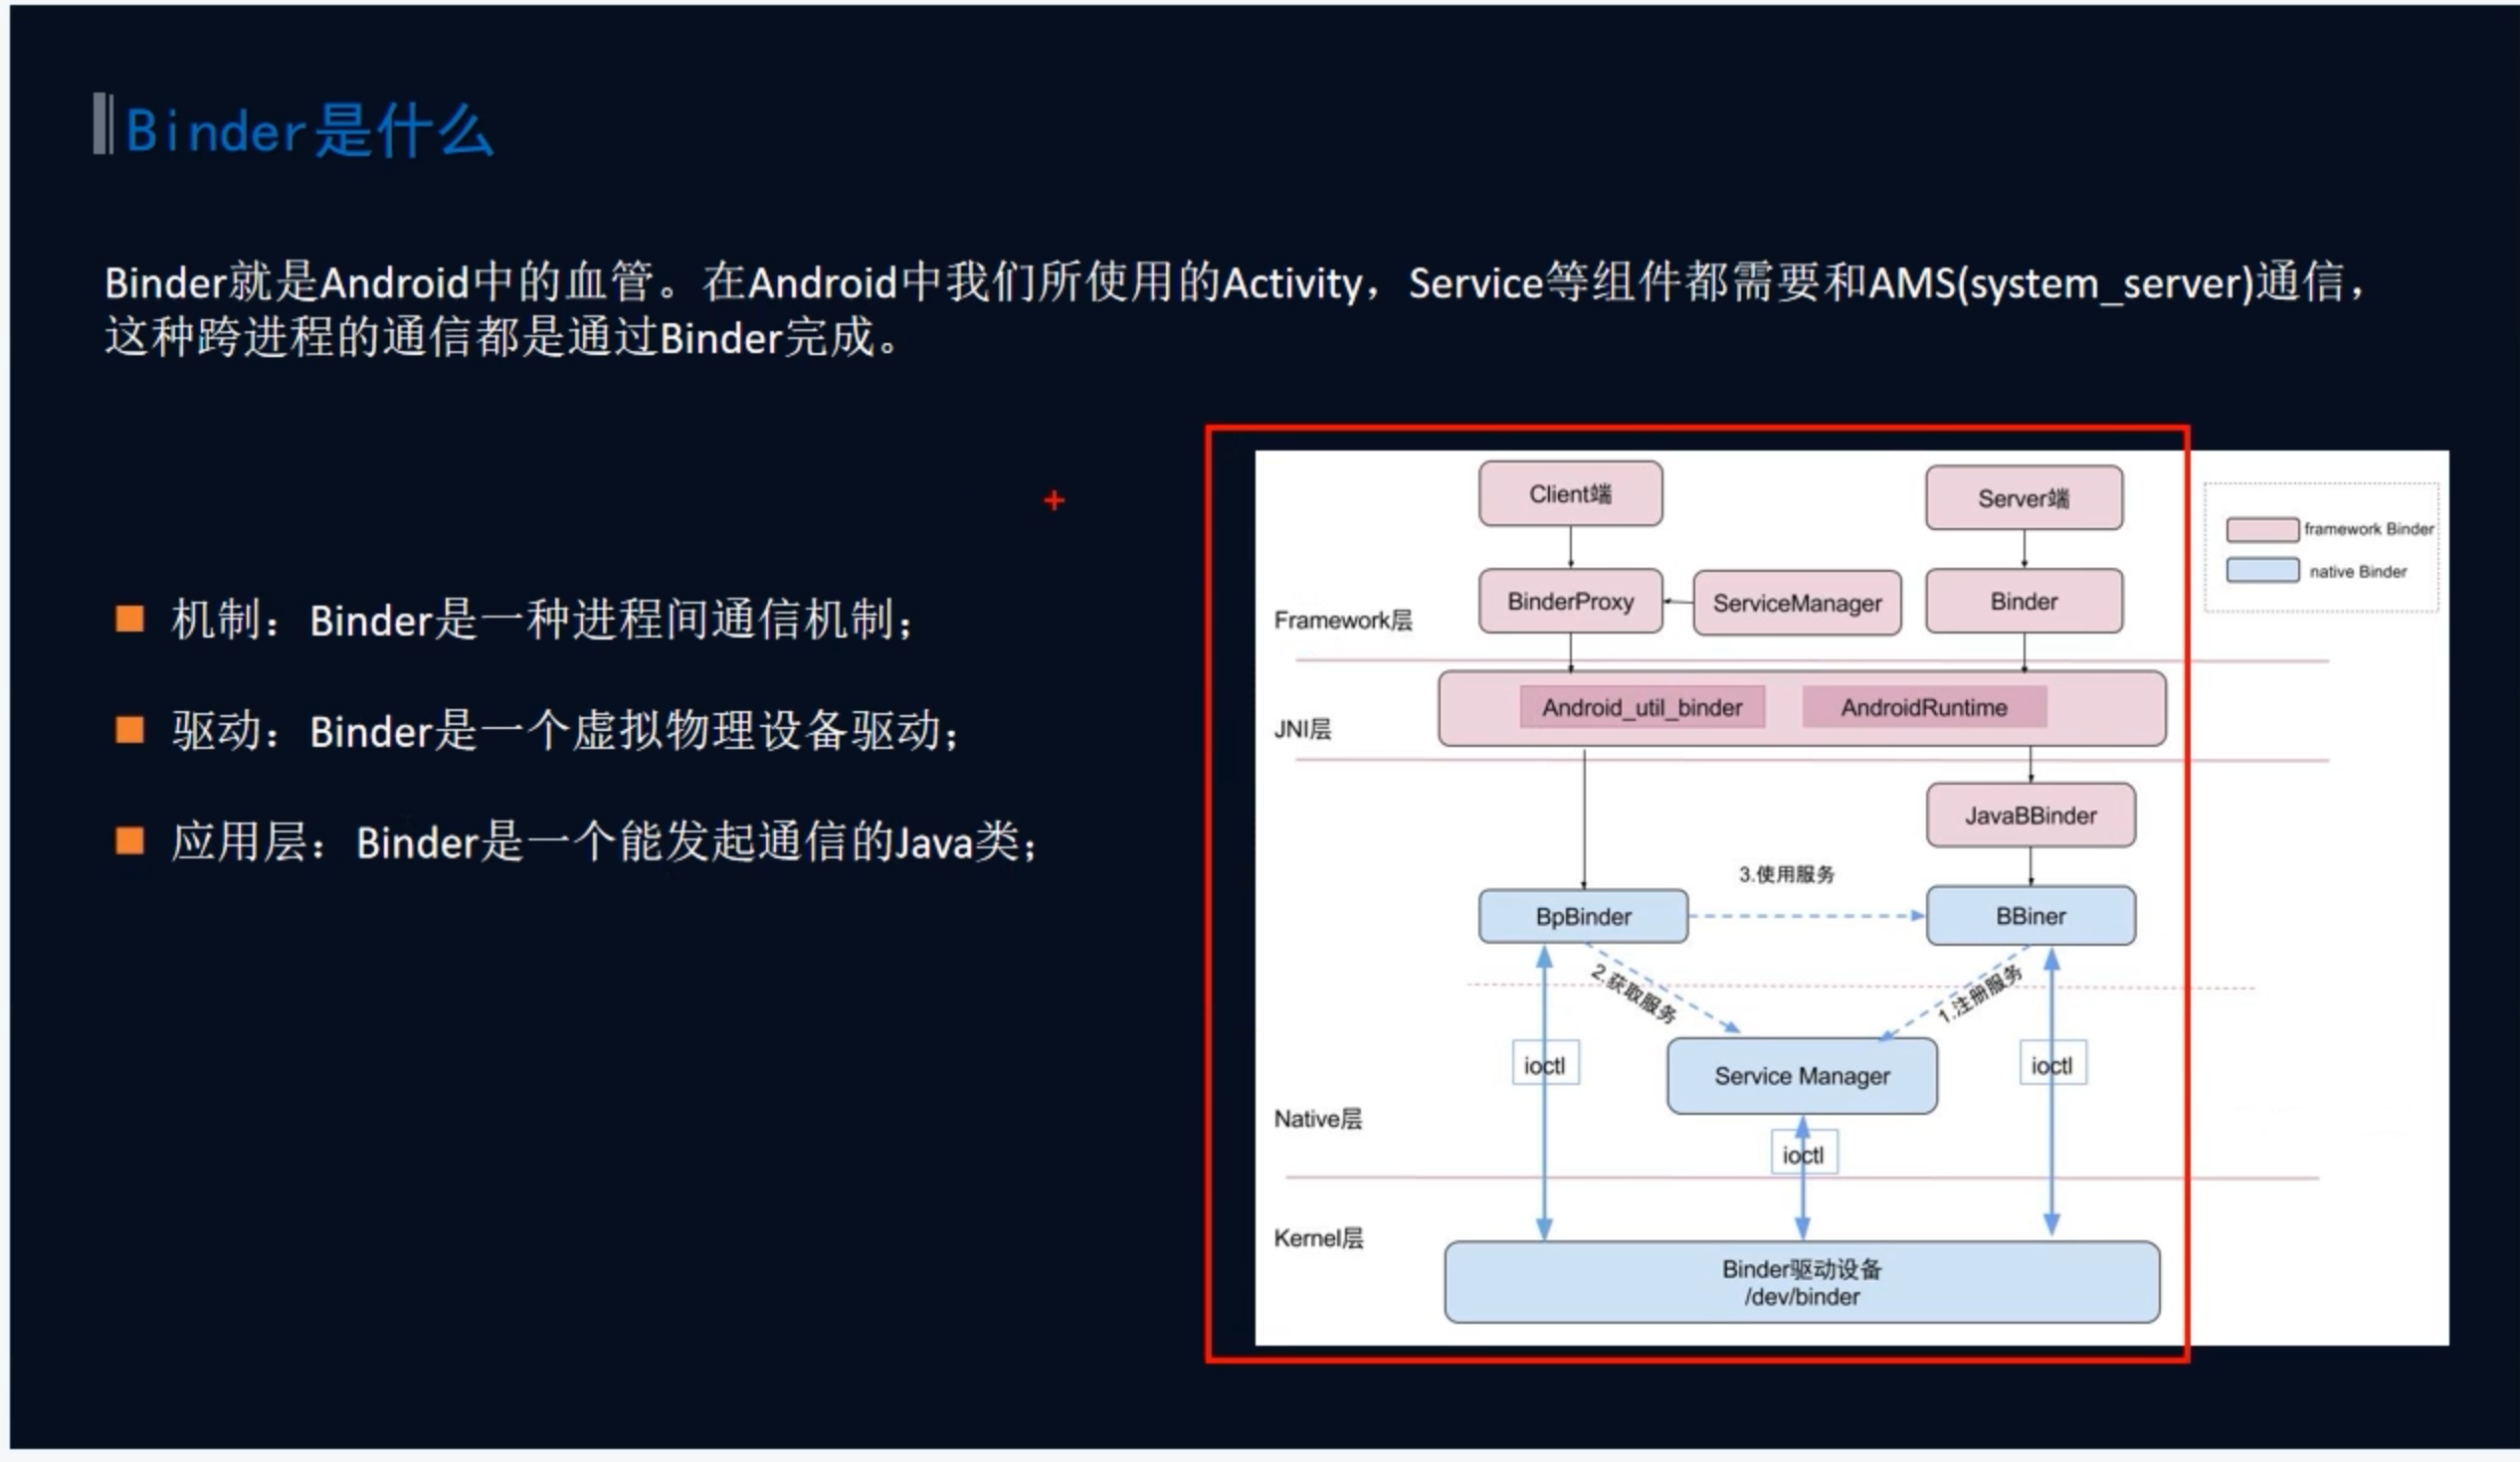 Binder是什么
Binder就是Android中的血管。在Android中我们所使用的Activity，Service等组件都需要和AMS(system_server)通信，
这种跨进程的通信都是通过Binder完成。
机制：Binder是一种进程间通信机制；
驱动：Binder是一个虚拟物理设备驱动；
应用层：Binder是一个能发起通信的Java类；
Client端
Server端
framework Binder
native Binder
BinderProxy
ServiceManager
Binder
Framework层
Android_util_binder
AndroidRuntime
JNI层
JavaBBinder
3.使用服务
BpBinder
BBiner
2.获取服务
1.注册服务
ioctl
Service Manager
ioctl
Native层
ioctl
Kernel层
Binder驱动设备
/dev/binder